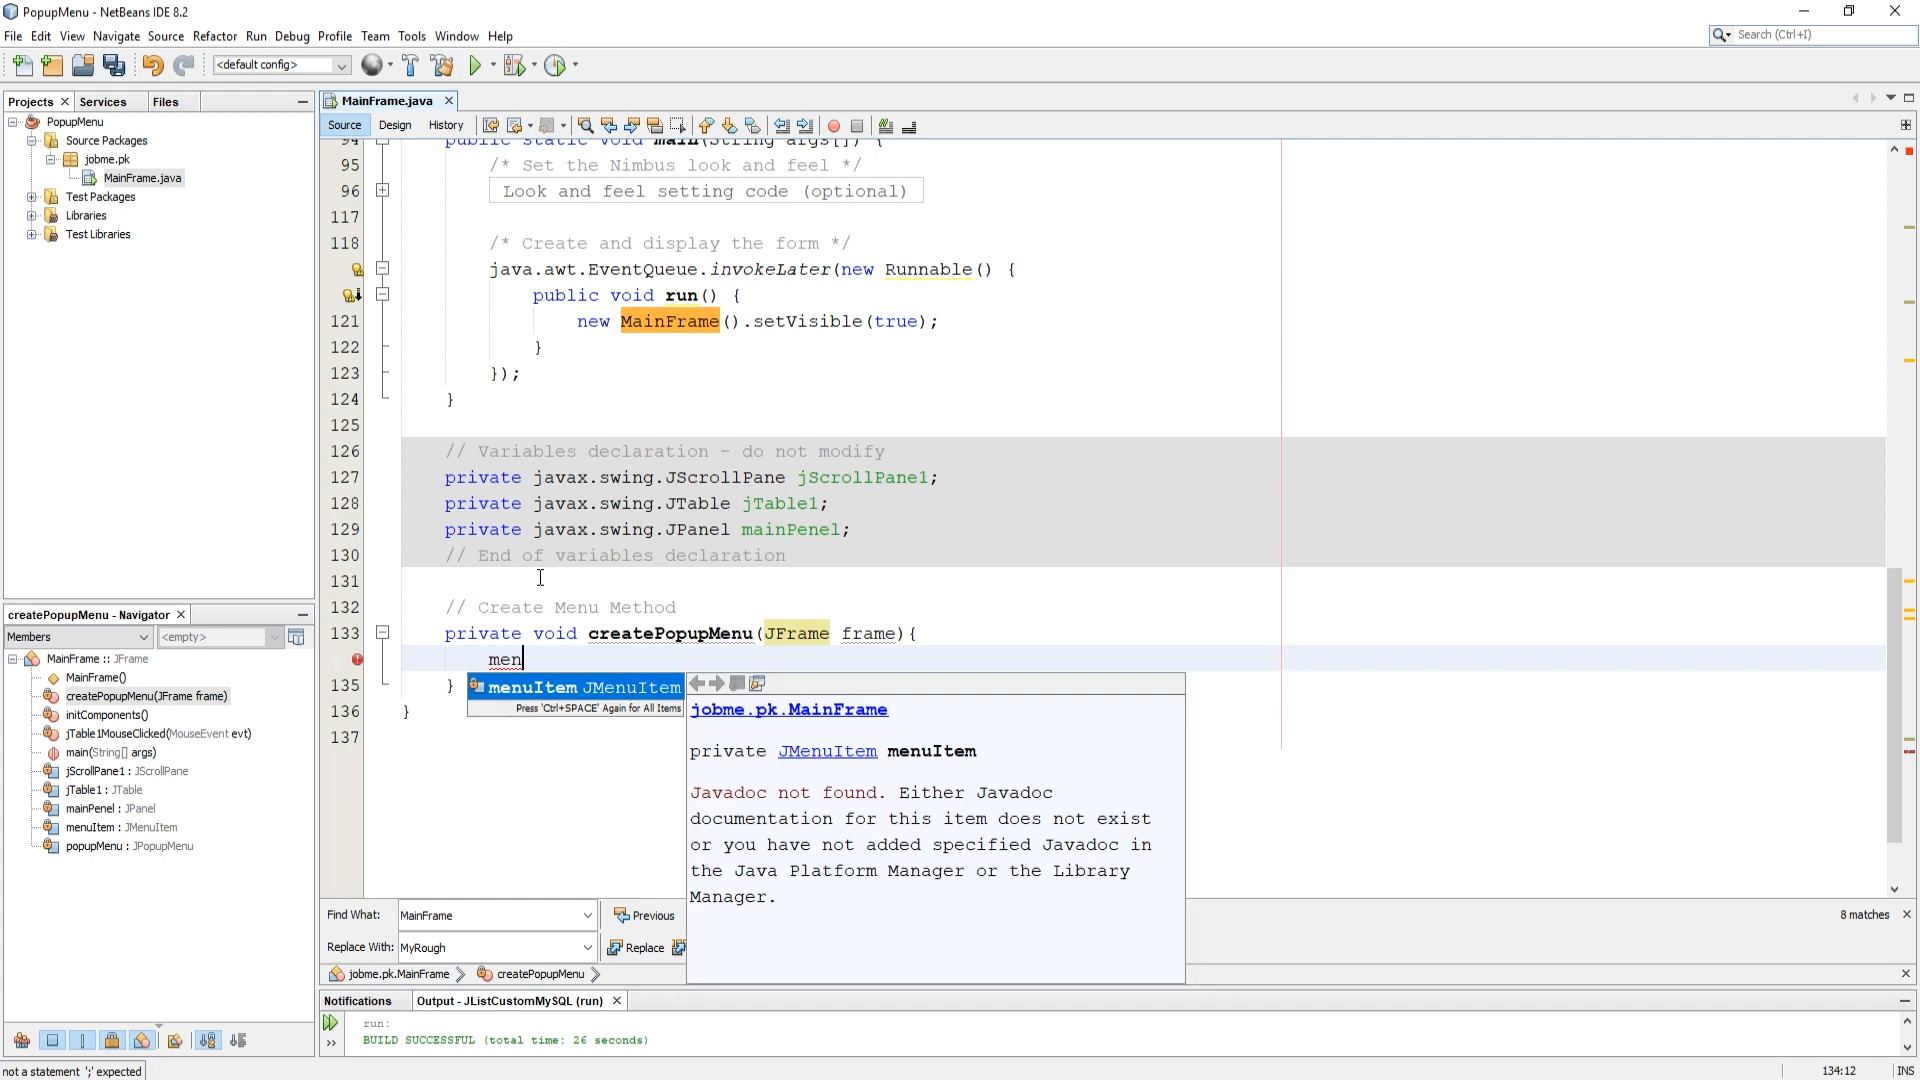 PopupMenu - NetBeans IDE 8.2
File Edit View Navigate Source Refactor Run Debug Profile Team Tools Window Help
Search (Ctrl+I)
<default config>
Projects Services Files
MainFrame.java
Source Design History
PopupMenu
Source Packages
jobme.pk
MainFrame.java
Test Packages
Libraries
Test Libraries
94 public static void main(String args[]) {
95 /* Set the Nimbus look and feel */
96 Look and feel setting code (optional)
117
118 /* Create and display the form */
java.awt.EventQueue.invokeLater(new Runnable() {
public void run() {
121 new MainFrame().setVisible(true);
122 }
123 });
124 }
125
126 // Variables declaration - do not modify
127 private javax.swing.JScrollPane jScrollPane1;
128 private javax.swing.JTable jTable1;
129 private javax.swing.JPanel mainPenel;
130 // End of variables declaration
131
132 // Create Menu Method
133 private void createPopupMenu(JFrame frame){
men
135 }
136 }
137
menuItem JMenuItem
Press 'Ctrl+SPACE' Again for All Items
jobme.pk.MainFrame
private JMenuItem menuItem
Javadoc not found. Either Javadoc
documentation for this item does not exist
or you have not added specified Javadoc in
the Java Platform Manager or the Library
Manager.
createPopupMenu - Navigator
Members <empty>
MainFrame :: JFrame
MainFrame()
createPopupMenu(JFrame frame)
initComponents()
jTable1MouseClicked(MouseEvent evt)
main(String[] args)
jScrollPane1 : JScrollPane
jTable1 : JTable
mainPenel : JPanel
menuItem : JMenuItem
popupMenu : JPopupMenu
Find What: MainFrame Previous 8 matches
Replace With: MyRough Replace
jobme.pk.MainFrame createPopupMenu
Notifications Output - JListCustomMySQL (run)
run:
BUILD SUCCESSFUL (total time: 26 seconds)
not a statement ';' expected 134:12 INS